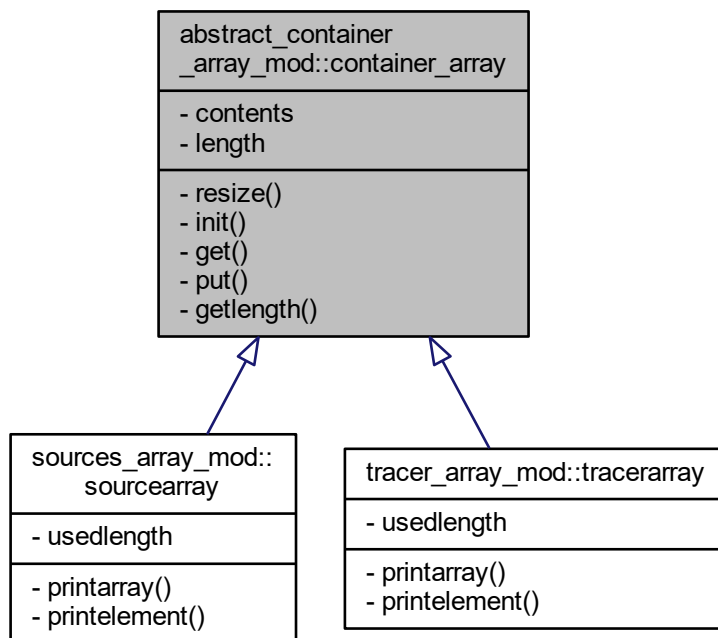 abstract_container
_array_mod::container_array
- contents
- length
- resize()
- init()
- get()
- put()
- getlength()
sources_array_mod::
sourcearray
- usedlength
- printarray()
- printelement()
tracer_array_mod::tracerarray
- usedlength
- printarray()
- printelement()